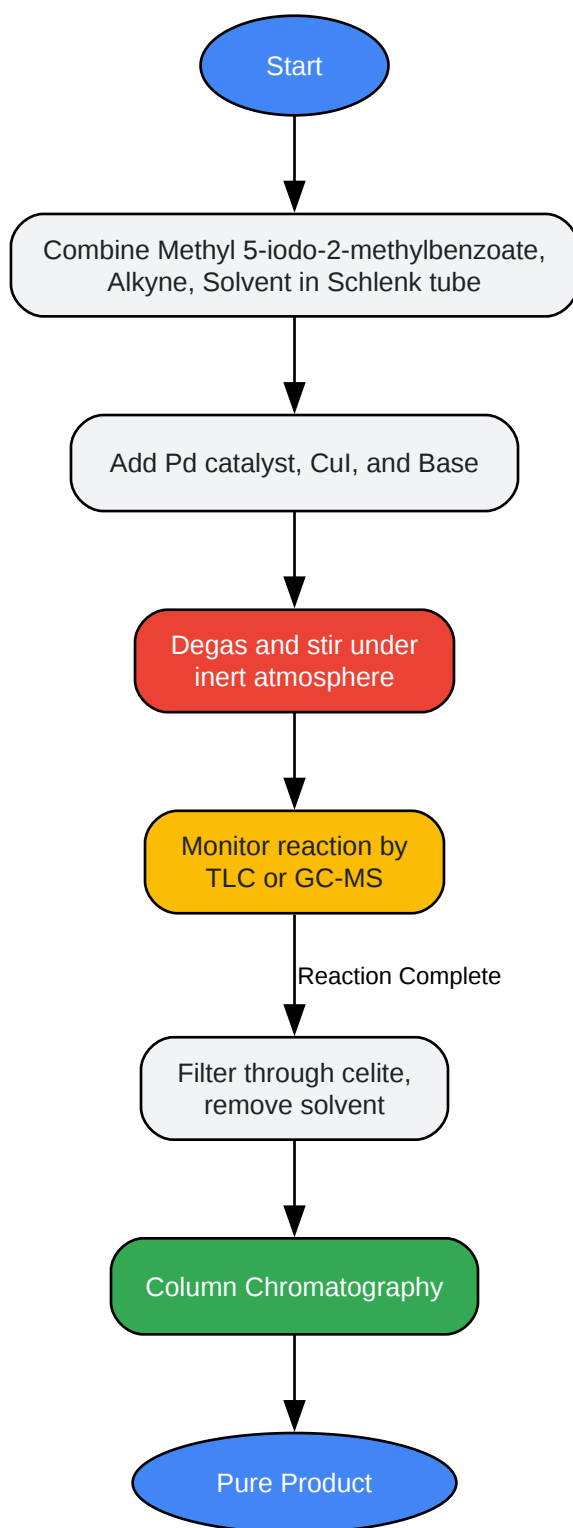 Start
Combine Methyl 5-iodo-2-methylbenzoate,
Alkyne, Solvent in Schlenk tube
Add Pd catalyst, CuI, and Base
Degas and stir under
inert atmosphere
Monitor reaction by
TLC or GC-MS
Reaction Complete
Filter through celite,
remove solvent
Column Chromatography
Pure Product